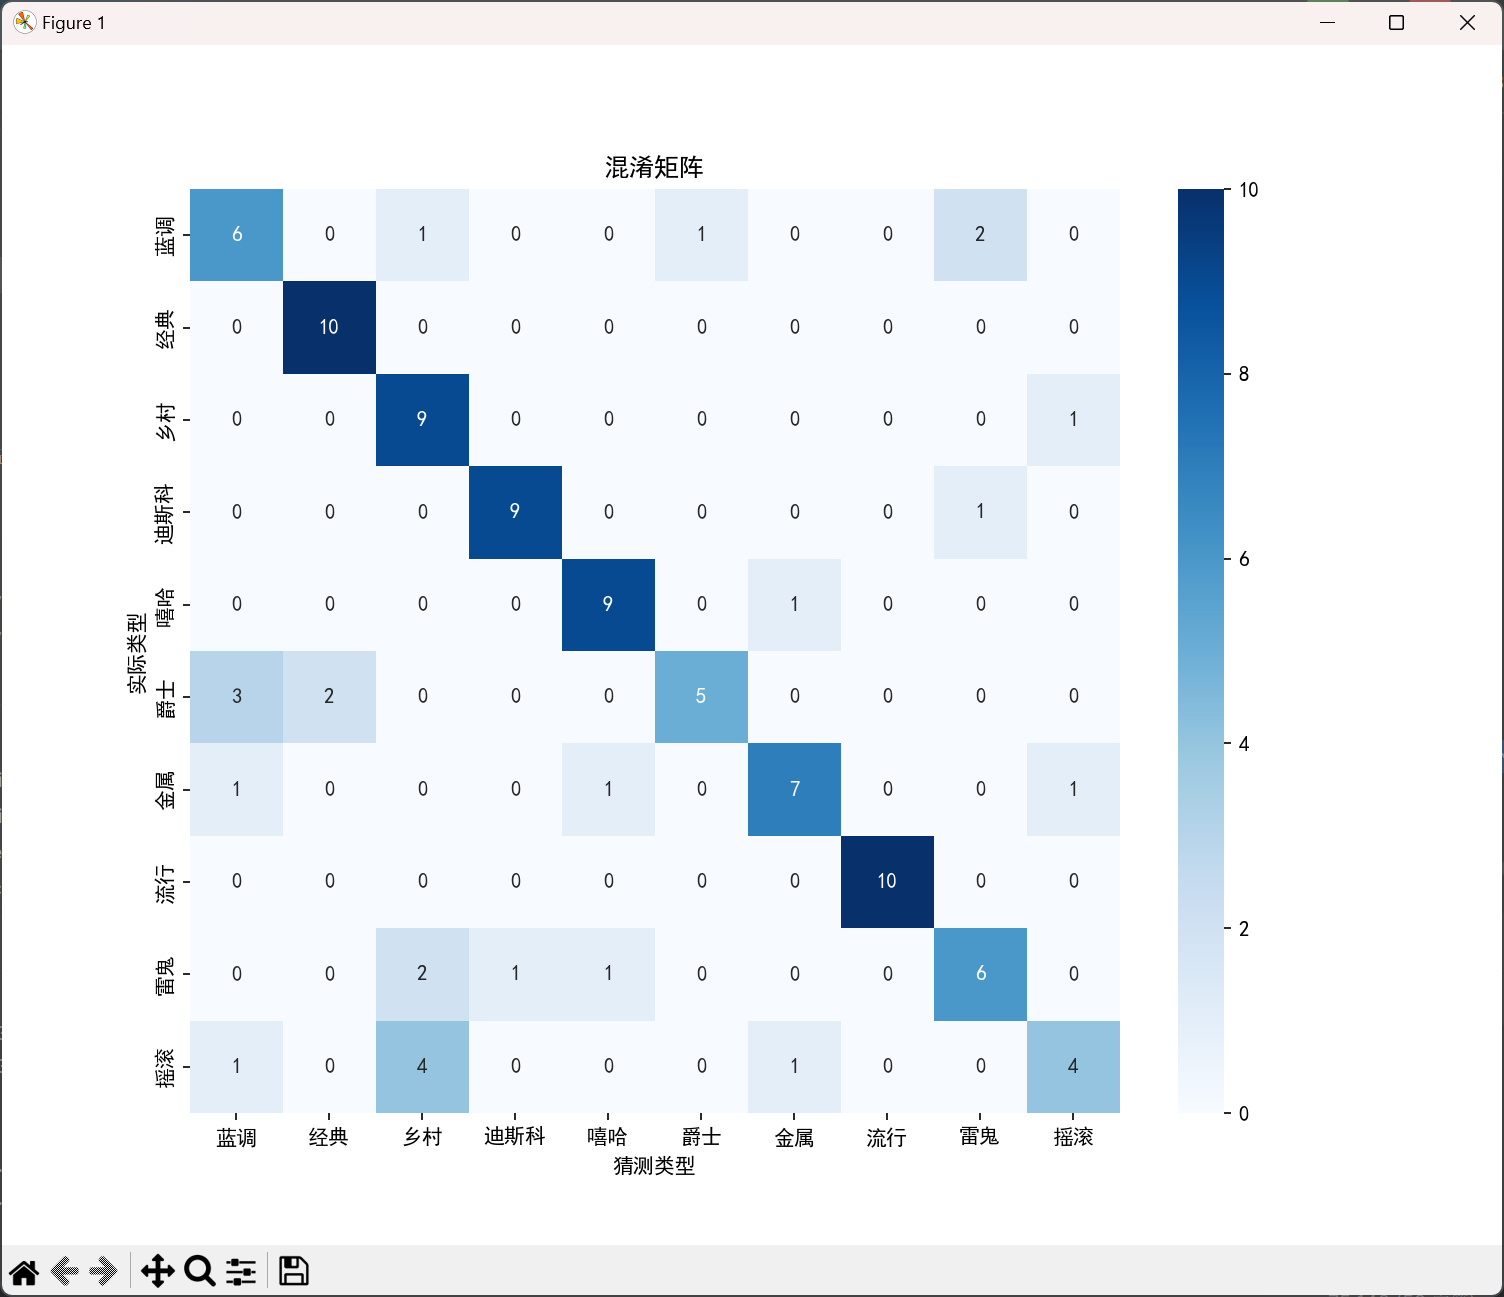 Figure 1
混淆矩阵
蓝调 6 0 1 0 0 1 0 0 2 0
经典 0 10 0 0 0 0 0 0 0 0
乡村 0 0 9 0 0 0 0 0 0 1
迪斯科 0 0 0 9 0 0 0 0 1 0
嘻哈 0 0 0 0 9 0 1 0 0 0
爵士 3 2 0 0 0 5 0 0 0 0
金属 1 0 0 0 1 0 7 0 0 1
流行 0 0 0 0 0 0 0 10 0 0
雷鬼 0 0 2 1 1 0 0 0 6 0
摇滚 1 0 4 0 0 0 1 0 0 4
实际类型
蓝调 经典 乡村 迪斯科 嘻哈 爵士 金属 流行 雷鬼 摇滚
猜测类型
10
8
6
4
2
0